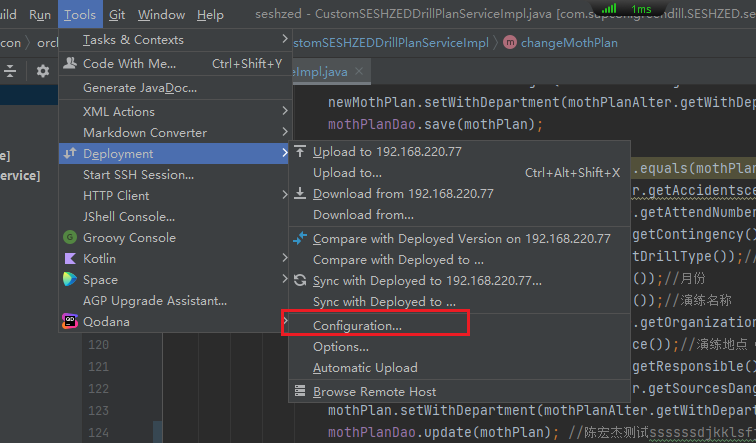 uild Run Tools Git Window Help seshzed - CustomSESHZEDDrillPlanServiceImpl.java [com.supcon.greendill.SESHZED.se
1ms
con orc
Tasks & Contexts
stomSESHZEDDrillPlanServiceImpl m changeMothPlan
Code With Me... Ctrl+Shift+Y
eImpl.java
Generate JavaDoc...
newMothPlan.setWithDepartment(mothPlanAlter.getWithDep
XML Actions
mothPlanDao.save(mothPlan);
Markdown Converter
e]
Deployment
Upload to 192.168.220.77
.equals(mothPlan
ervice]
Start SSH Session...
Upload to... Ctrl+Alt+Shift+X
r.getAccidentsce
HTTP Client
Download from 192.168.220.77
.getAttendNumber
JShell Console...
Download from...
getContingency()
Groovy Console
Compare with Deployed Version on 192.168.220.77
tDrillType());//
Kotlin
Compare with Deployed to ...
());//月份
Space
Sync with Deployed to 192.168.220.77...
());//演练名称
AGP Upgrade Assistant...
Sync with Deployed to ...
.getOrganization
Qodana
Configuration...
120
Options...
ce());//演练地点
121
Automatic Upload
getResponsible()
122
Browse Remote Host
r.getSourcesDang
123 mothPlan.setWithDepartment(mothPlanAlter.getWithDepart
124 mothPlanDao.update(mothPlan); //陈宏杰测试ssssssdjkklsf